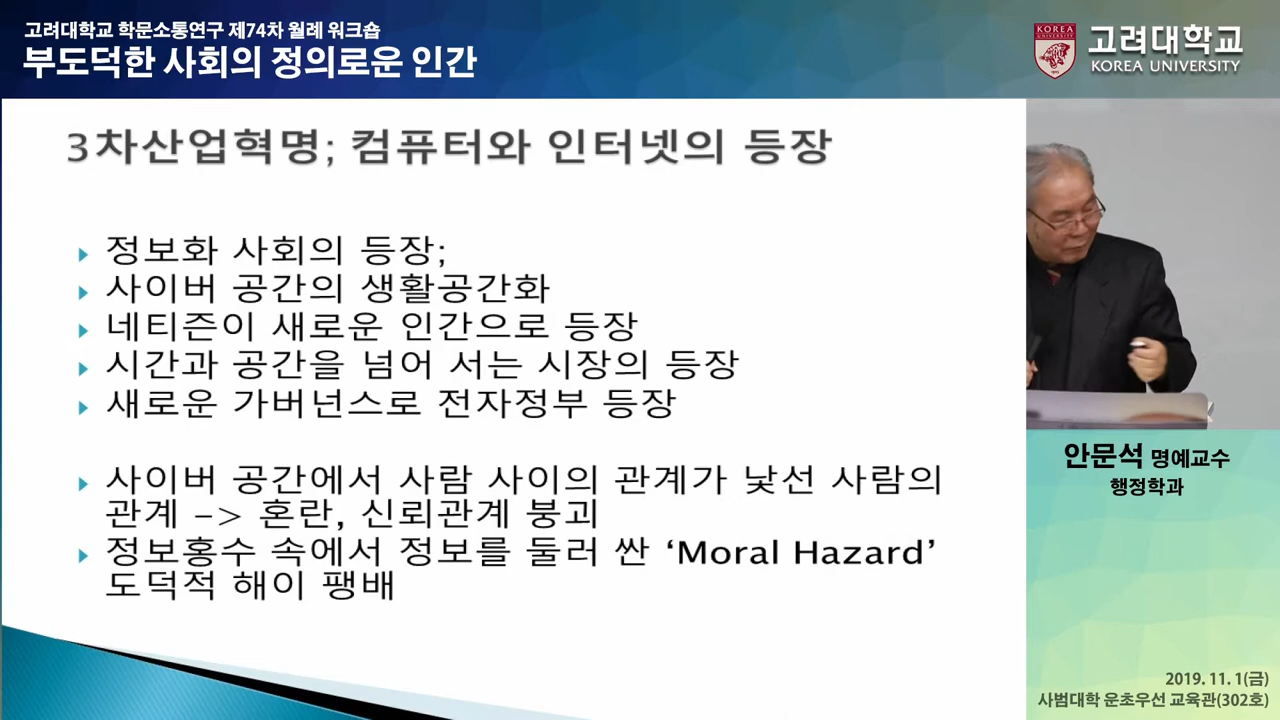 고려대학교 학문소통연구 제74차 월례 워크숍
부도덕한 사회의 정의로운 인간
KOREA
UNIVERSITY
1905
고려대학교
KOREA UNIVERSITY
3차산업혁명; 컴퓨터와 인터넷의 등장
정보화 사회의 등장;
사이버 공간의 생활공간화
네티즌이 새로운 인간으로 등장
시간과 공간을 넘어 서는 시장의 등장
새로운 가버넌스로 전자정부 등장
사이버 공간에서 사람 사이의 관계가 낯선 사람의
관계 –> 혼란, 신뢰관계 붕괴
정보홍수 속에서 정보를 둘러 싼 ‘Moral Hazard’
도덕적 해이 팽배
안문석 명예교수
행정학과
2019. 11. 1(금)
사범대학 운초우선 교육관(302호)